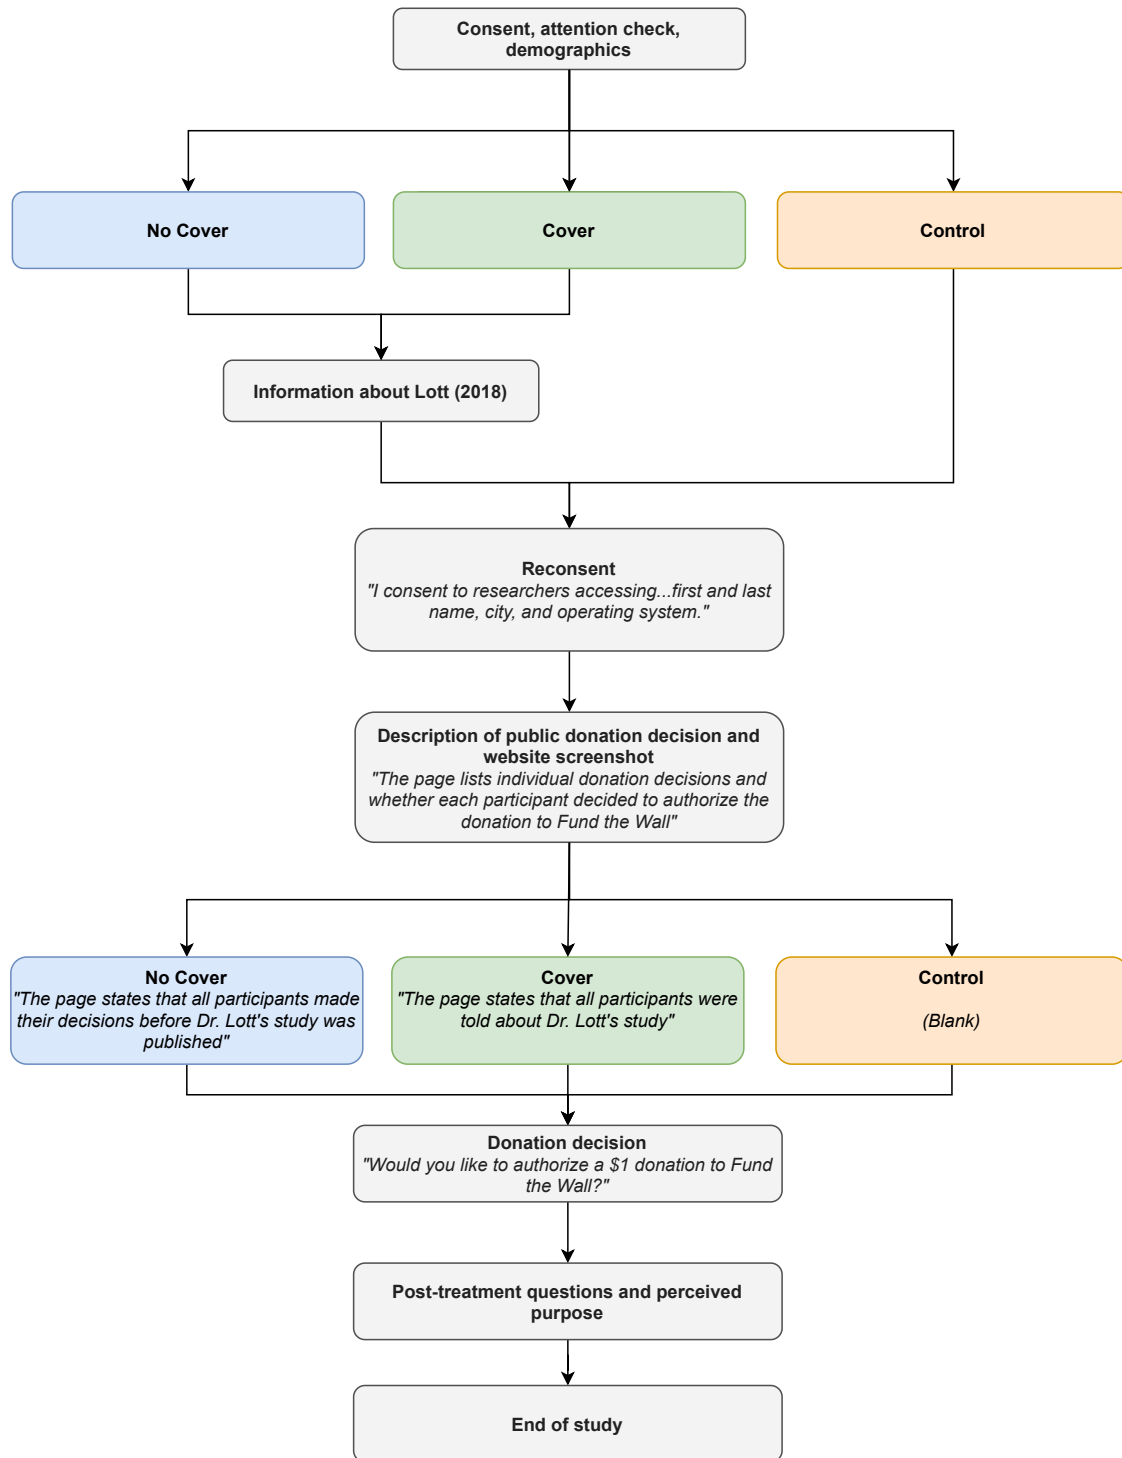 Consent, attention check,
demographics
No Cover
Cover
Control
Information about Lott (2018)
Reconsent
"I consent to researchers accessing...first and last
name, city, and operating system."
Description of public donation decision and
website screenshot
"The page lists individual donation decisions and
whether each participant decided to authorize the
donation to Fund the Wall"
No Cover
"The page states that all participants made
their decisions before Dr. Lott's study was
published"
Cover
"The page states that all participants were
told about Dr. Lott's study"
Control
(Blank)
Donation decision
"Would you like to authorize a $1 donation to Fund
the Wall?"
Post-treatment questions and perceived
purpose
End of study